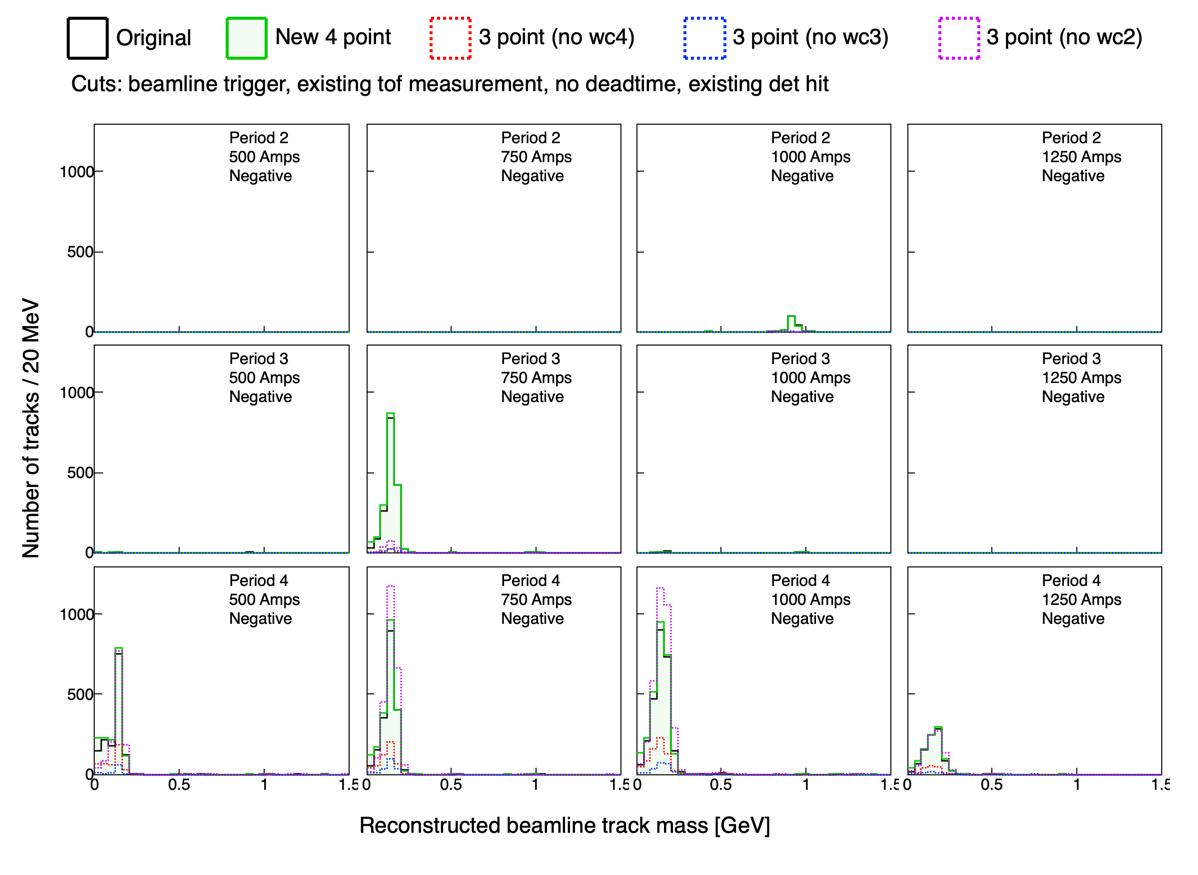 Original New 4 point 3 point (no wc4) 3 point (no wc3) 3 point (no wc2)
Cuts: beamline trigger, existing tof measurement, no deadtime, existing det hit
Number of tracks / 20 MeV
Period 2 Period 2 Period 2 Period 2
500 Amps 750 Amps 1000 Amps 1250 Amps
Negative Negative Negative Negative
1000
500
0
Period 3 Period 3 Period 3 Period 3
500 Amps 750 Amps 1000 Amps 1250 Amps
Negative Negative Negative Negative
1000
500
0
Period 4 Period 4 Period 4 Period 4
500 Amps 750 Amps 1000 Amps 1250 Amps
Negative Negative Negative Negative
1000
500
0
0 0.5 1 1.5 0 0.5 1 1.5 0 0.5 1 1.5 0 0.5 1 1.5
Reconstructed beamline track mass [GeV]